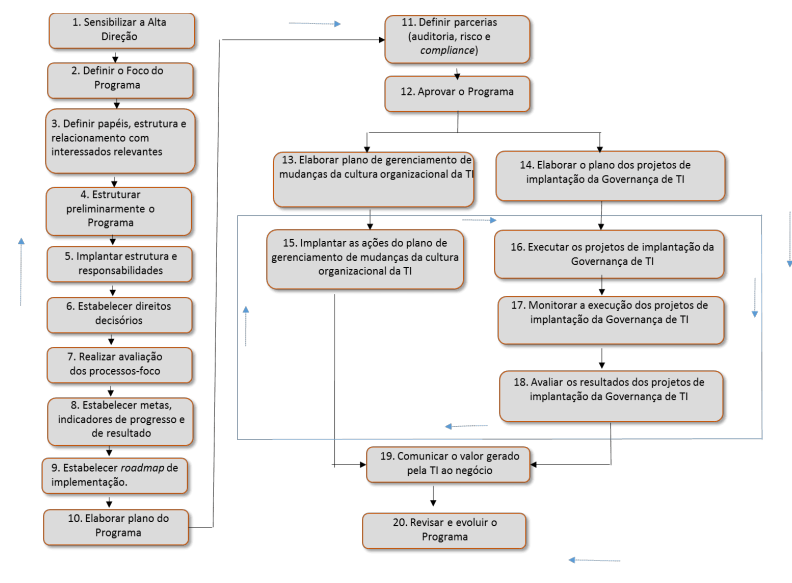 1. Sensibilizar a Alta
Direção
2. Definir o Foco do
Programa
3. Definir papéis, estrutura e
relacionamento com
interessados relevantes
4. Estruturar
preliminarmente o
Programa
5. Implantar estrutura e
responsabilidades
6. Estabelecer direitos
decisórios
7. Realizar avaliação
dos processos-foco
8. Estabelecer metas,
indicadores de progresso e
de resultado
9. Estabelecer roadmap de
implementação.
10. Elaborar plano do
Programa
11. Definir parcerias
(auditoria, risco e
compliance)
12. Aprovar o Programa
13. Elaborar plano de gerenciamento de
mudanças da cultura organizacional da TI
14. Elaborar o plano dos projetos de
implantação da Governança de TI
15. Implantar as ações do plano de
gerenciamento de mudanças da cultura
organizacional da TI
16. Executar os projetos de implantação da
Governança de TI
17. Monitorar a execução dos projetos de
implantação da Governança de TI
18. Avaliar os resultados dos projetos de
implantação da Governança de TI
19. Comunicar o valor gerado
pela TI ao negócio
20. Revisar e evoluir o
Programa